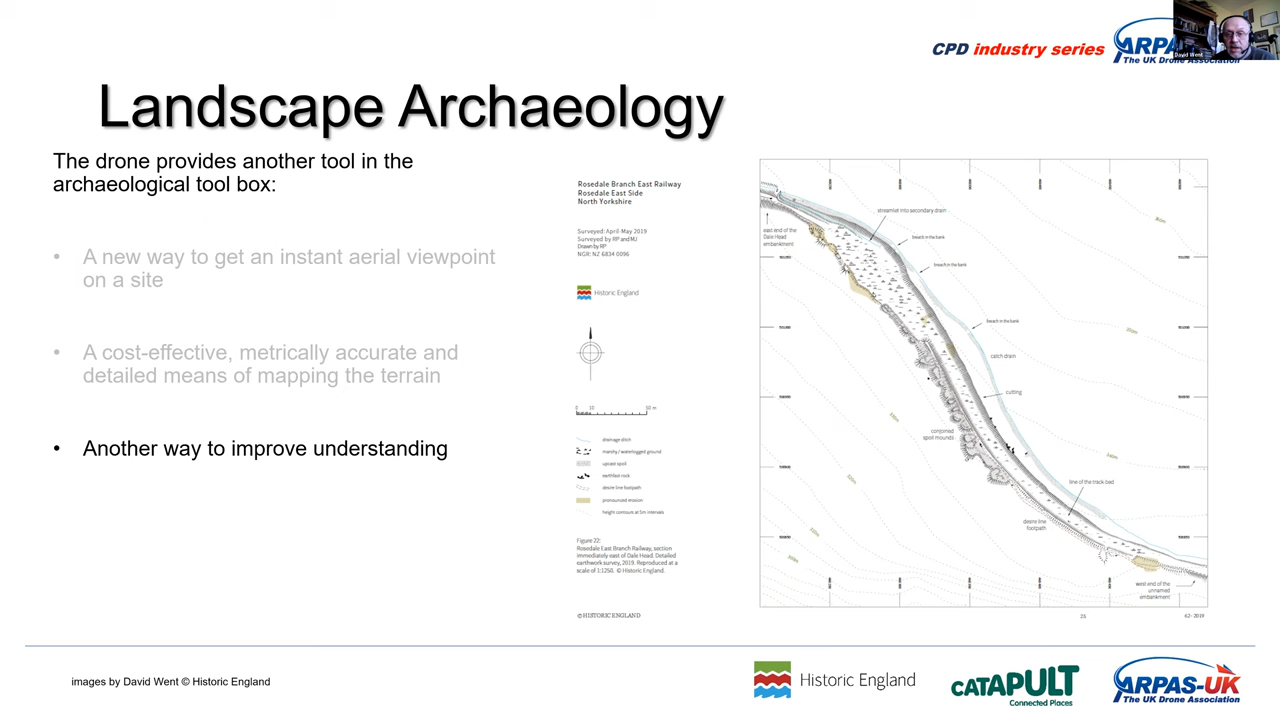 CPD industry series
ARPA
The UK Drone Association
David Went
Landscape Archaeology
The drone provides another tool in the
archaeological tool box:
• A new way to get an instant aerial viewpoint
on a site
• A cost-effective, metrically accurate and
detailed means of mapping the terrain
• Another way to improve understanding
Rosedale Branch East Railway
Rosedale East Side
North Yorkshire
Surveyed: April-May 2019
Surveyed by RP and MJ
Drawn by RP
NGR: NZ 6834 0096
Historic England
0 10 50 m
drainage ditch
marshy / waterlogged ground
upcast spoil
earthfast rock
desire line footpath
pronounced erosion
height contours at 5m intervals
Figure 22:
Rosedale East Branch Railway, section
immediately east of Dale Head. Detailed
earthwork survey, 2019. Reproduced at a
scale of 1:1250. © Historic England.
© HISTORIC ENGLAND
streamlet into secondary drain
east end of the
Dale Head
embankment
breach in the bank
breach in the bank
breach in the bank
catch drain
cutting
conjoined
spoil mounds
line of the track-bed
desire line
footpath
west end of the
unnamed
embankment
35
62- 2019
images by David Went © Historic England
Historic England
CATAPULT
Connected Places
ARPAS-UK
The UK Drone Association